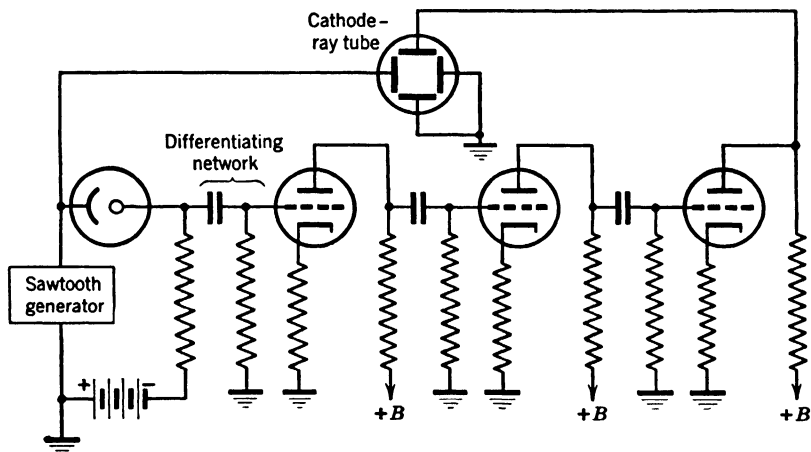 Cathode-
ray tube
Differentiating
network
Sawtooth
generator
+ −
+B
+B
+B